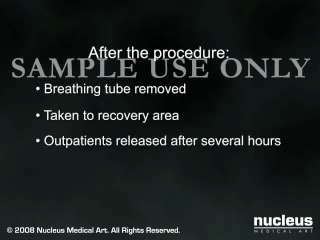 After the procedure:
SAMPLE USE ONLY
• Breathing tube removed
• Taken to recovery area
• Outpatients released after several hours
© 2008 Nucleus Medical Art. All Rights Reserved.
nucleus
MEDICAL ART